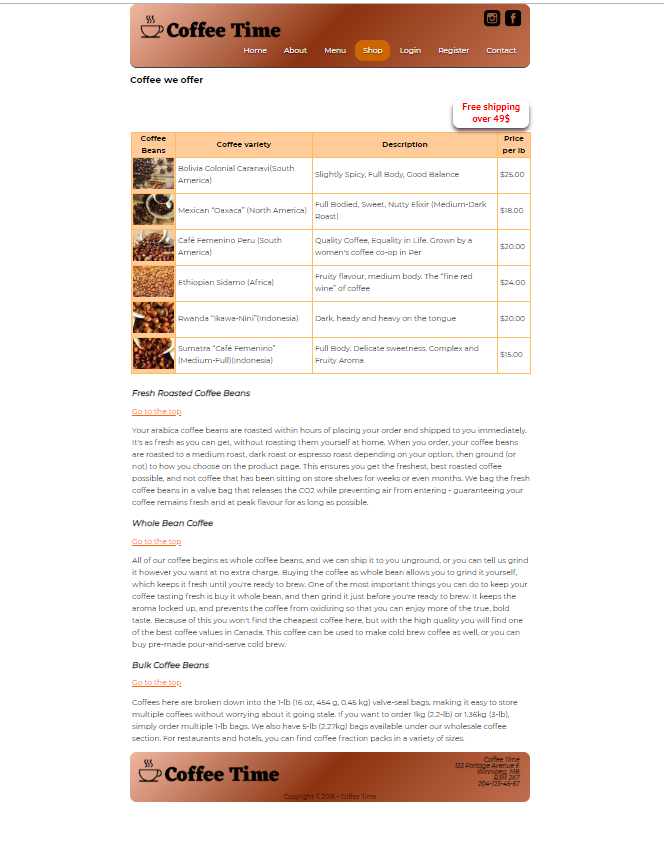 Coffee Time
Home About Menu Shop Login Register Contact
Coffee we offer
Free shipping
over 49$
Coffee Beans Coffee variety Description Price per lb
Bolivia Colonial Caranavi(South America) Slightly Spicy, Full Body, Good Balance $25.00
Mexican “Oaxaca” (North America) Full Bodied, Sweet, Nutty Elixir (Medium-Dark Roast) $18.00
Café Femenino Peru (South America) Quality Coffee, Equality in Life. Grown by a women's coffee co-op in Per $20.00
Ethiopian Sidamo (Africa) Fruity flavour, medium body. The “fine red wine” of coffee $24.00
Rwanda “Ikawa-Nini”(Indonesia) Dark, heady and heavy on the tongue $20.00
Sumatra “Café Femenino” (Medium-Full)(Indonesia) Full Body. Delicate sweetness. Complex and Fruity Aroma $15.00
Fresh Roasted Coffee Beans
Go to the top
Your arabica coffee beans are roasted within hours of placing your order and shipped to you immediately.
It's as fresh as you can get, without roasting them yourself at home. When you order, your coffee beans
are roasted to a medium roast, dark roast or espresso roast depending on your option, then ground (or
not) to how you choose on the product page. This ensures you get the freshest, best roasted coffee
possible, and not coffee that has been sitting on store shelves for weeks or even months. We bag the fresh
coffee beans in a valve bag that releases the CO2 while preventing air from entering - guaranteeing your
coffee remains fresh and at peak flavour for as long as possible.
Whole Bean Coffee
Go to the top
All of our coffee begins as whole coffee beans, and we can ship it to you unground, or you can tell us grind
it however you want at no extra charge. Buying the coffee as whole bean allows you to grind it yourself,
which keeps it fresh until you're ready to brew. One of the most important things you can do to keep your
coffee tasting fresh is buy it whole bean, and then grind it just before you're ready to brew. It keeps the
aroma locked up, and prevents the coffee from oxidizing so that you can enjoy more of the true, bold
taste. Because of this you won't find the cheapest coffee here, but with the high quality you will find one
of the best coffee values in Canada. This coffee can be used to make cold brew coffee as well, or you can
buy pre-made pour-and-serve cold brew.
Bulk Coffee Beans
Go to the top
Coffees here are broken down into the 1-lb (16 oz, 454 g, 0.45 kg) valve-seal bags, making it easy to store
multiple coffees without worrying about it going stale. If you want to order 1kg (2.2-lb) or 1.36kg (3-lb),
simply order multiple 1-lb bags. We also have 5-lb (2.27kg) bags available under our wholesale coffee
section. For restaurants and hotels, you can find coffee fraction packs in a variety of sizes.
Coffee Time
Coffee Time
123 Portage Avenue E
Winnipeg, MB
R3M 2K7
204-123-45-67
Copyright © 2018 - Coffee Time